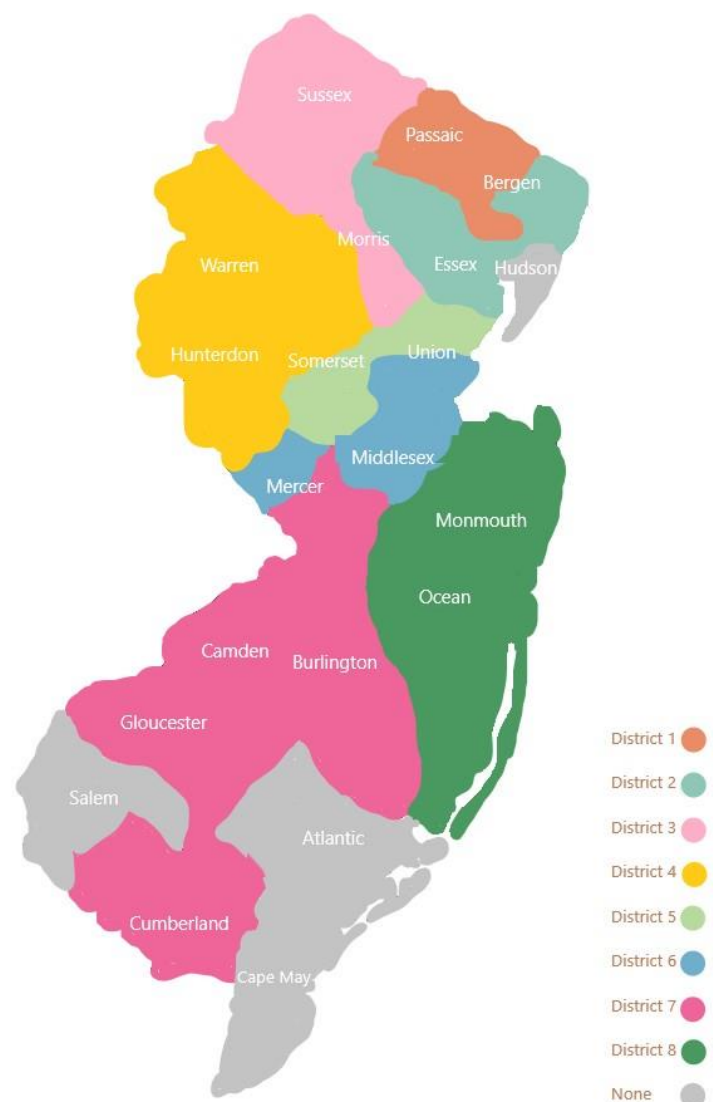 Sussex
Passaic
Bergen
Morris
Warren
Essex
Hudson
Hunterdon
Somerset
Union
Middlesex
Mercer
Monmouth
Ocean
Camden
Burlington
Gloucester
Salem
Atlantic
Cumberland
Cape May
District 1
District 2
District 3
District 4
District 5
District 6
District 7
District 8
None